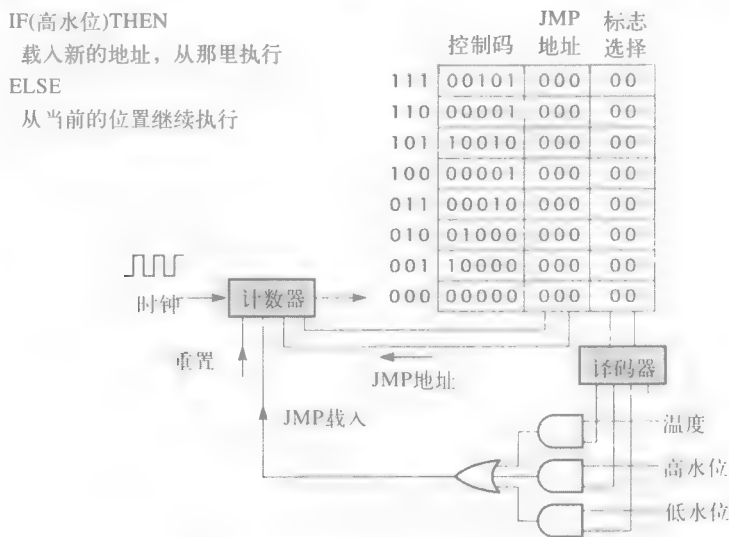 IF(高水位)THEN
载入新的地址，从那里执行
ELSE
从当前的位置继续执行
控制码 JMP地址 标志选择
111 00101 000 00
110 00001 000 00
101 10010 000 00
100 00001 000 00
011 00010 000 00
010 01000 000 00
001 10000 000 00
000 00000 000 00
时钟
计数器
重置
JMP地址
译码器
JMP载入
温度
高水位
低水位